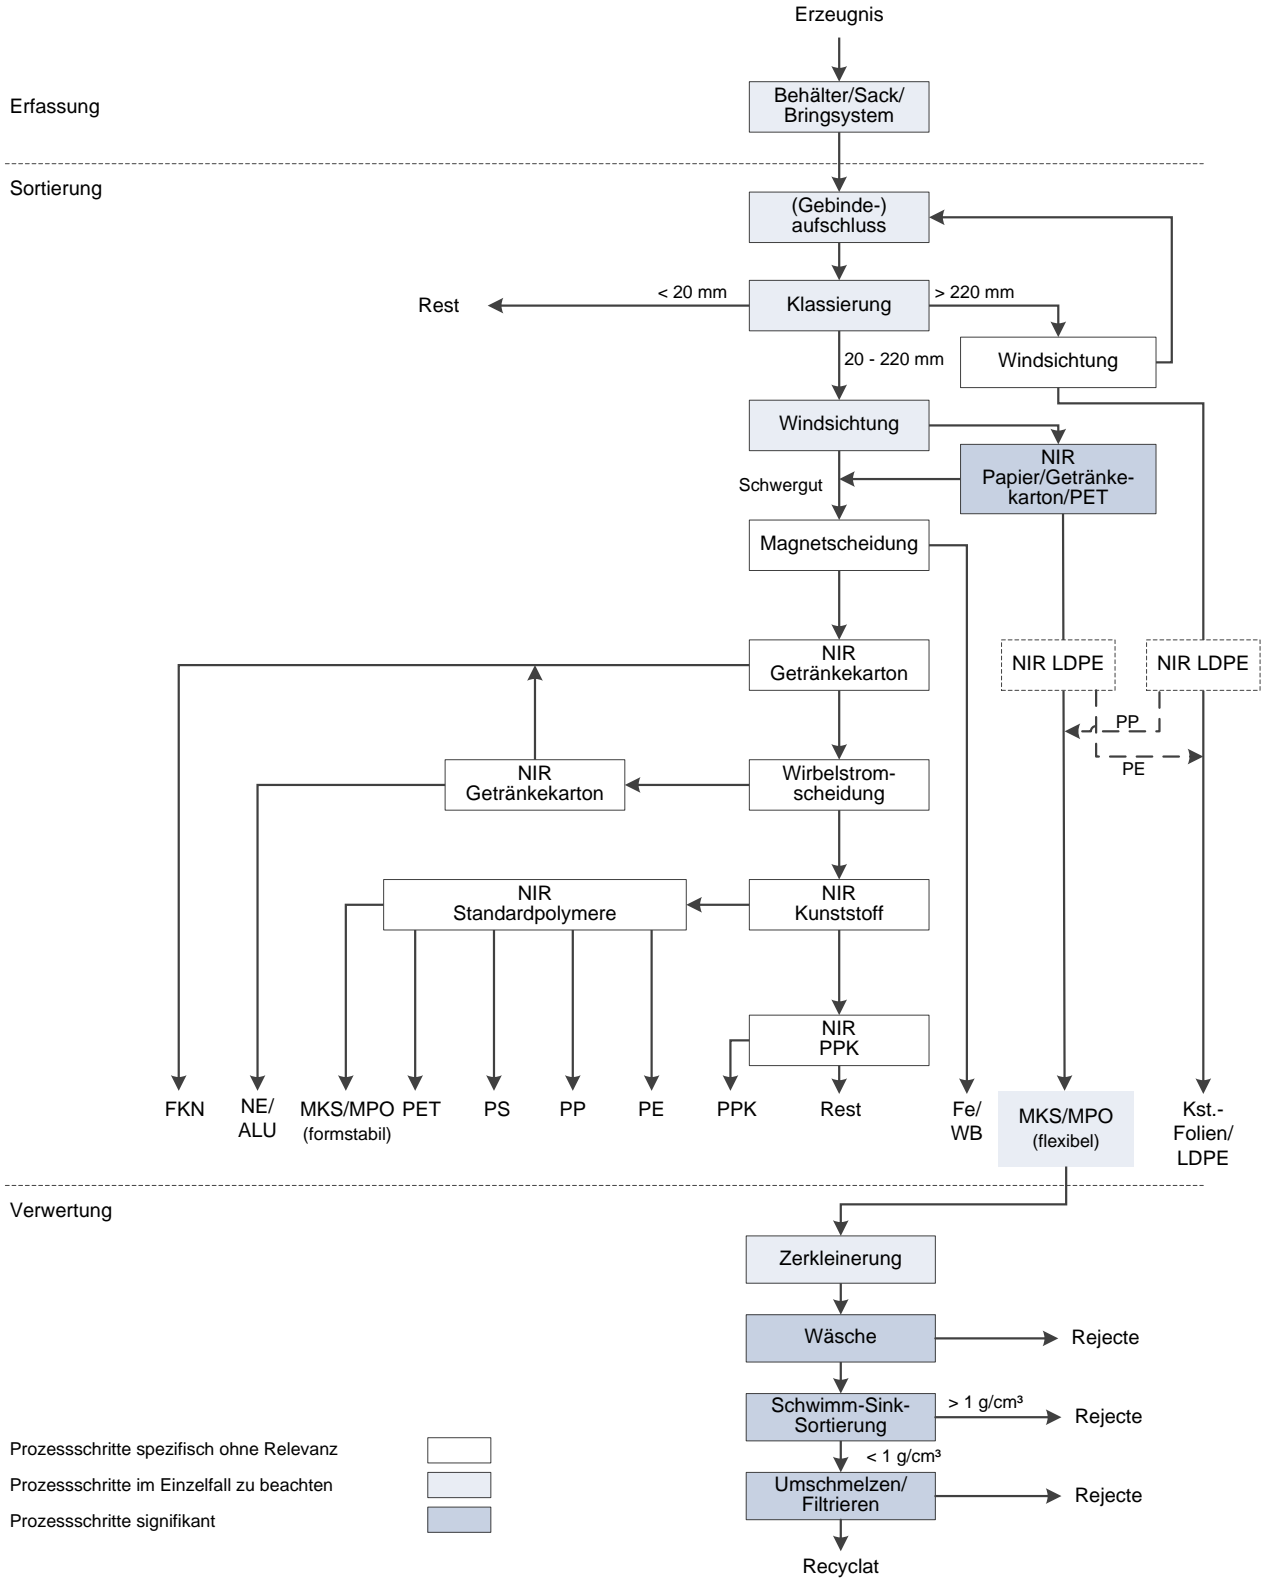 Erzeugnis
Erfassung
Behälter/Sack/
Bringsystem
Sortierung
(Gebinde-)
aufschluss
Rest
< 20 mm
Klassierung
> 220 mm
20 - 220 mm
Windsichtung
Windsichtung
NIR
Papier/Getränke-
karton/PET
Schwergut
Magnetscheidung
NIR
Getränkekarton
NIR LDPE
NIR LDPE
PP
PE
NIR
Getränkekarton
Wirbelstrom-
scheidung
NIR
Standardpolymere
NIR
Kunststoff
NIR
PPK
FKN
NE/
ALU
MKS/MPO
(formstabil)
PET
PS
PP
PE
PPK
Rest
Fe/
WB
MKS/MPO
(flexibel)
Kst.-
Folien/
LDPE
Verwertung
Zerkleinerung
Wäsche
Rejecte
Schwimm-Sink-
Sortierung
> 1 g/cm³
Rejecte
< 1 g/cm³
Umschmelzen/
Filtrieren
Rejecte
Recyclat
Prozessschritte spezifisch ohne Relevanz
Prozessschritte im Einzelfall zu beachten
Prozessschritte signifikant